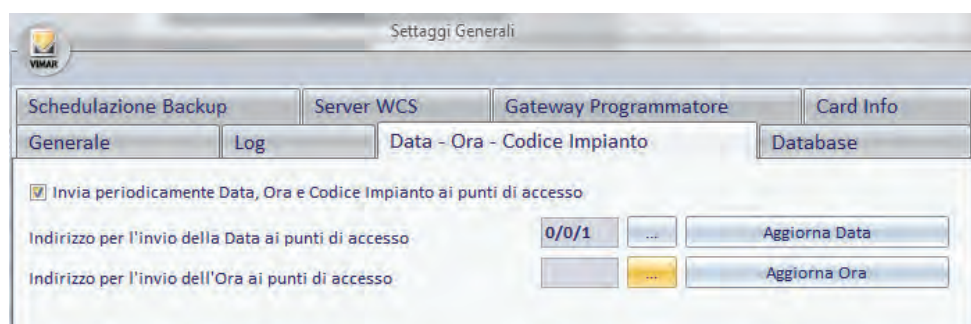 Settaggi Generali
VIMAR
Schedulazione Backup Server WCS Gateway Programmatore Card Info
Generale Log Data - Ora - Codice Impianto Database
Invia periodicamente Data, Ora e Codice Impianto ai punti di accesso
Indirizzo per l'invio della Data ai punti di accesso 0/0/1 ... Aggiorna Data
Indirizzo per l'invio dell'Ora ai punti di accesso ... Aggiorna Ora